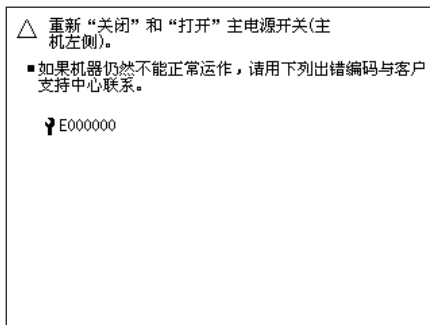 重新“关闭”和“打开”主电源开关(主
机左侧)。
■如果机器仍然不能正常运作，请用下列出错编码与客户
支持中心联系。
E000000